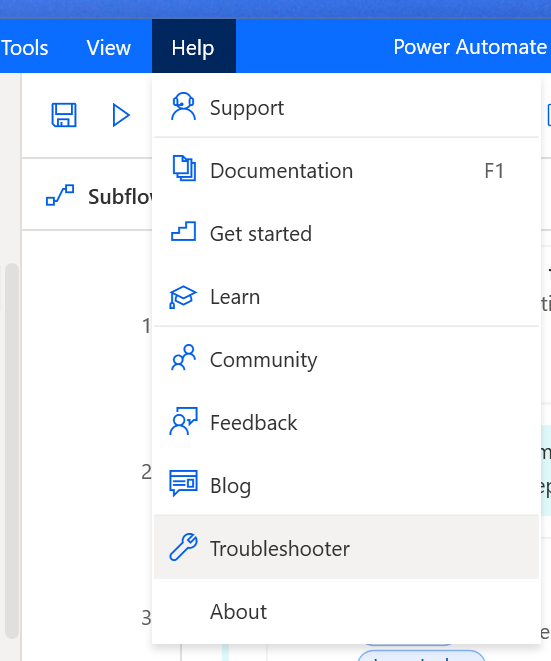 Tools View Help Power Automate
Support
Documentation F1
Subflo
Get started
Learn
1
Community
Feedback
2
Blog
Troubleshooter
About
3